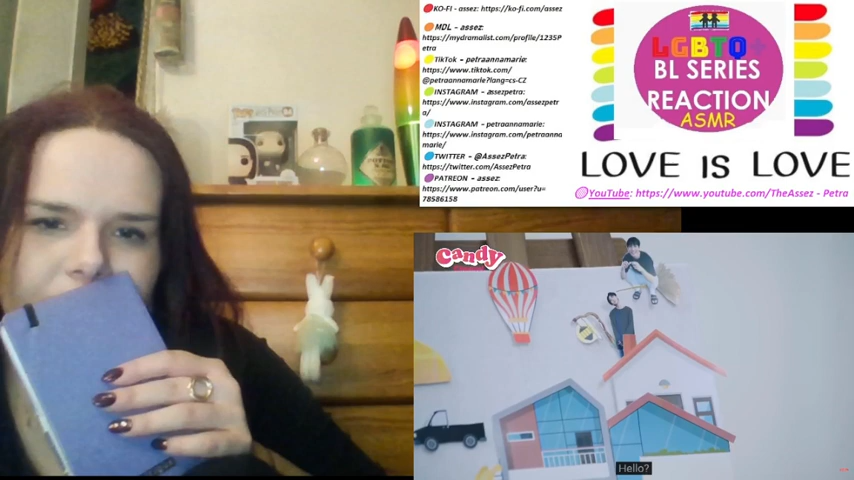 KO-FI - assez: https://ko-fi.com/assez
MDL - assez:
https://mydramalist.com/profile/1235P
etra
TikTok - petraannamarie:
https://www.tiktok.com/
@petraannamarie?lang=cs-CZ
INSTAGRAM - assezpetra:
https://www.instagram.com/assezpetr
a/
INSTAGRAM - petraannamarie:
https://www.instagram.com/petraanna
marie/
TWITTER - @AssezPetra:
https://twitter.com/AssezPetra
PATREON - assez:
https://www.patreon.com/user?u=
78586158
LGBTQ+
BL SERIES
REACTION
ASMR
LOVE IS LOVE
YouTube: https://www.youtube.com/TheAssez - Petra
Candy
Hello?